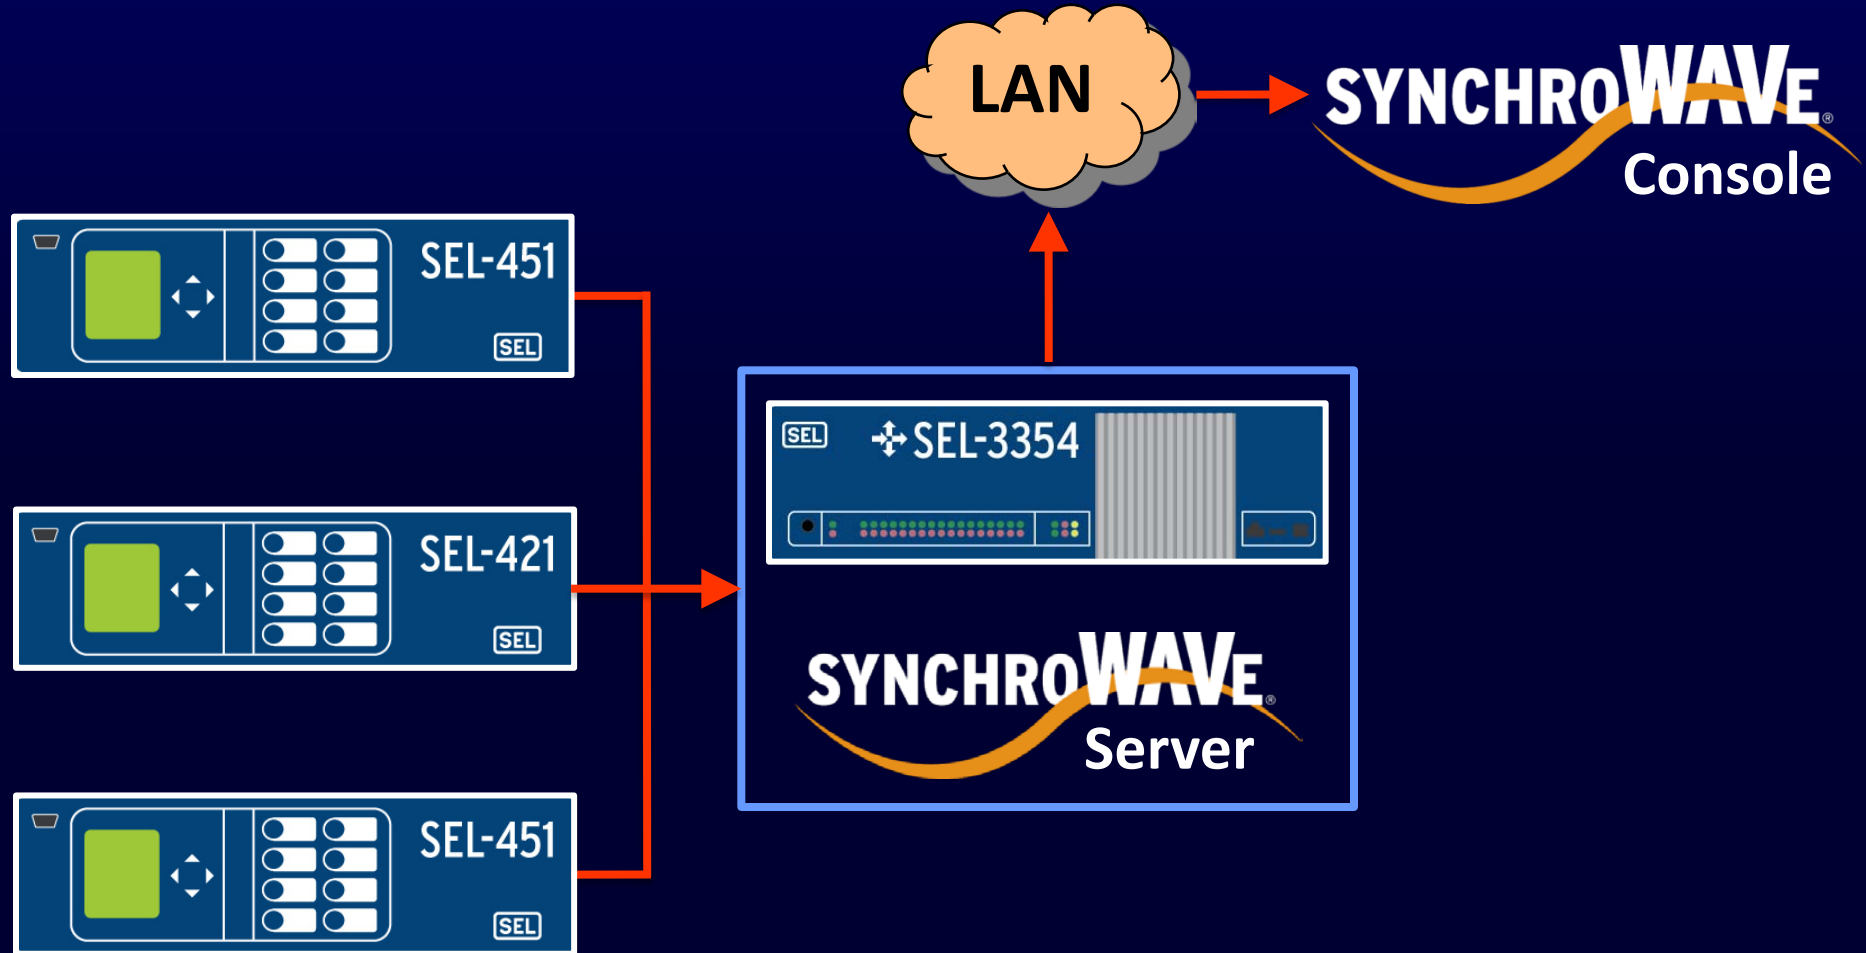 LAN
SYNCHROWAVE®
Console
SEL-451
SEL
SEL-421
SEL
SEL-451
SEL
SEL
SEL-3354
SYNCHROWAVE®
Server